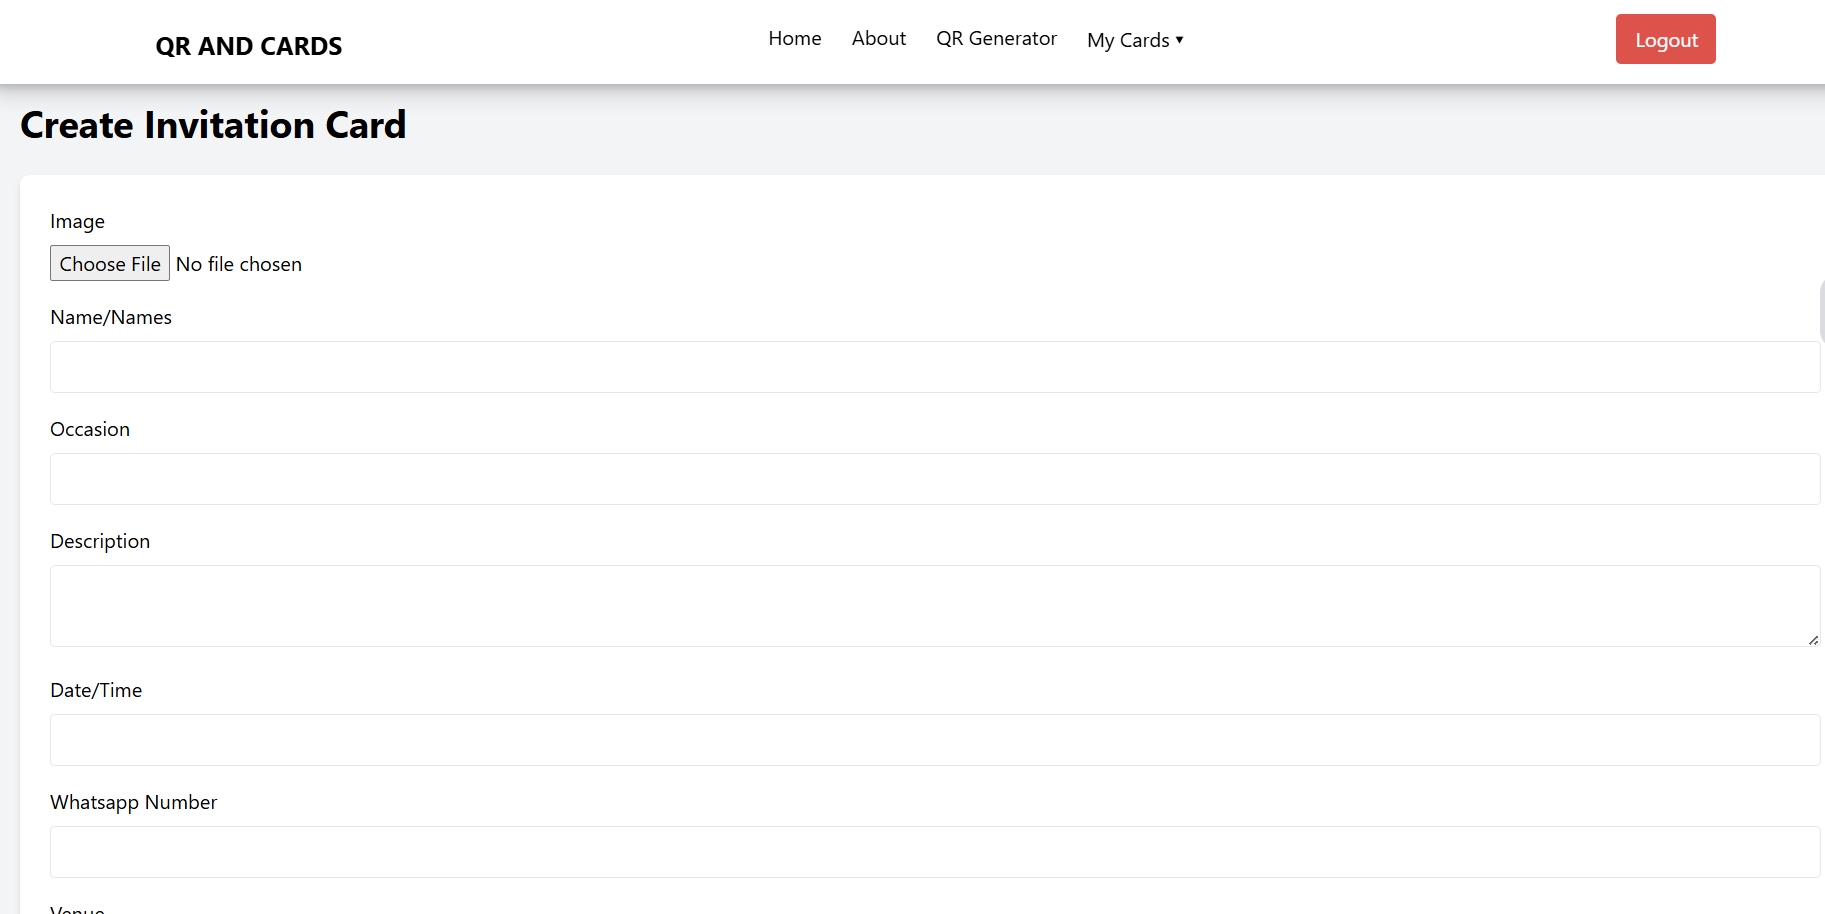 QR AND CARDS
Home About QR Generator My Cards ▾ Logout
Create Invitation Card
Image
Choose File No file chosen
Name/Names
Occasion
Description
Date/Time
Whatsapp Number
Venue